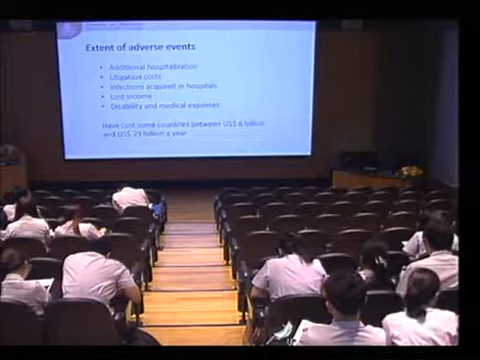 Extent of adverse events
• Additional hospitalization
• Litigation costs
• Infections acquired in hospitals
• Lost income
• Disability and medical expenses
Have cost some countries between US$ 6 billion
and US$ 29 billion a year